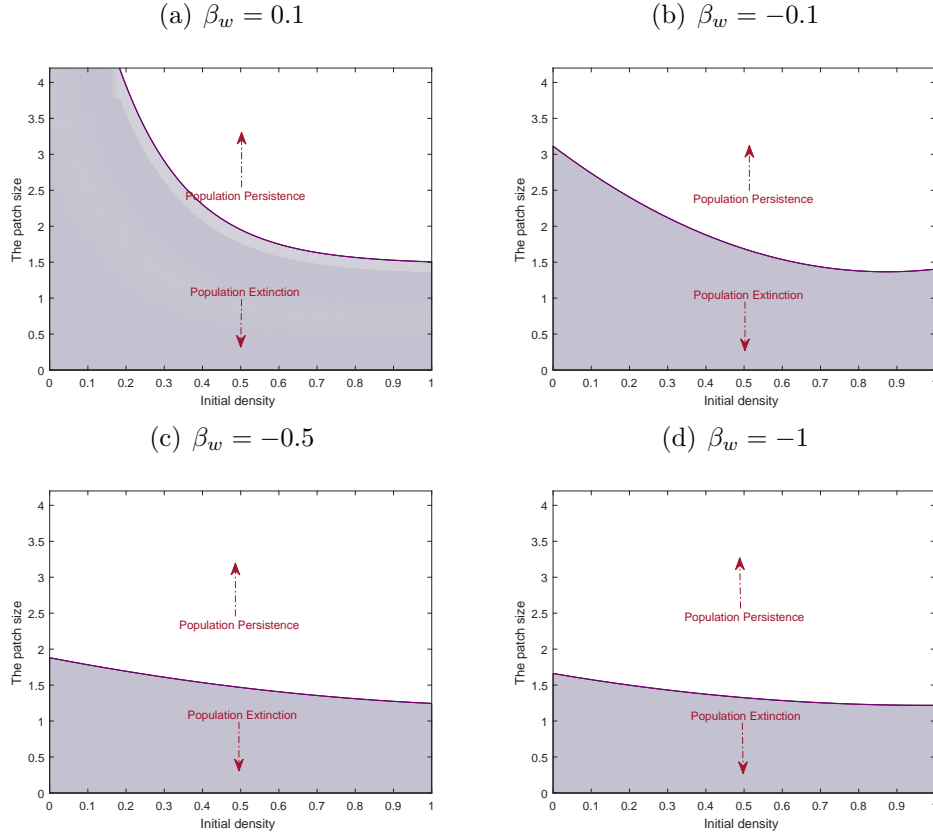 (a) β_w = 0.1
(b) β_w = −0.1
4
3.5
3
2.5
2
1.5
1
0.5
0
The patch size
Population Persistence
Population Extinction
0 0.1 0.2 0.3 0.4 0.5 0.6 0.7 0.8 0.9 1
Initial density
4
3.5
3
2.5
2
1.5
1
0.5
0
The patch size
Population Persistence
Population Extinction
0 0.1 0.2 0.3 0.4 0.5 0.6 0.7 0.8 0.9 1
Initial density
(c) β_w = −0.5
(d) β_w = −1
4
3.5
3
2.5
2
1.5
1
0.5
0
The patch size
Population Persistence
Population Extinction
0 0.1 0.2 0.3 0.4 0.5 0.6 0.7 0.8 0.9 1
Initial density
4
3.5
3
2.5
2
1.5
1
0.5
0
The patch size
Population Persistence
Population Extinction
0 0.1 0.2 0.3 0.4 0.5 0.6 0.7 0.8 0.9 1
Initial density